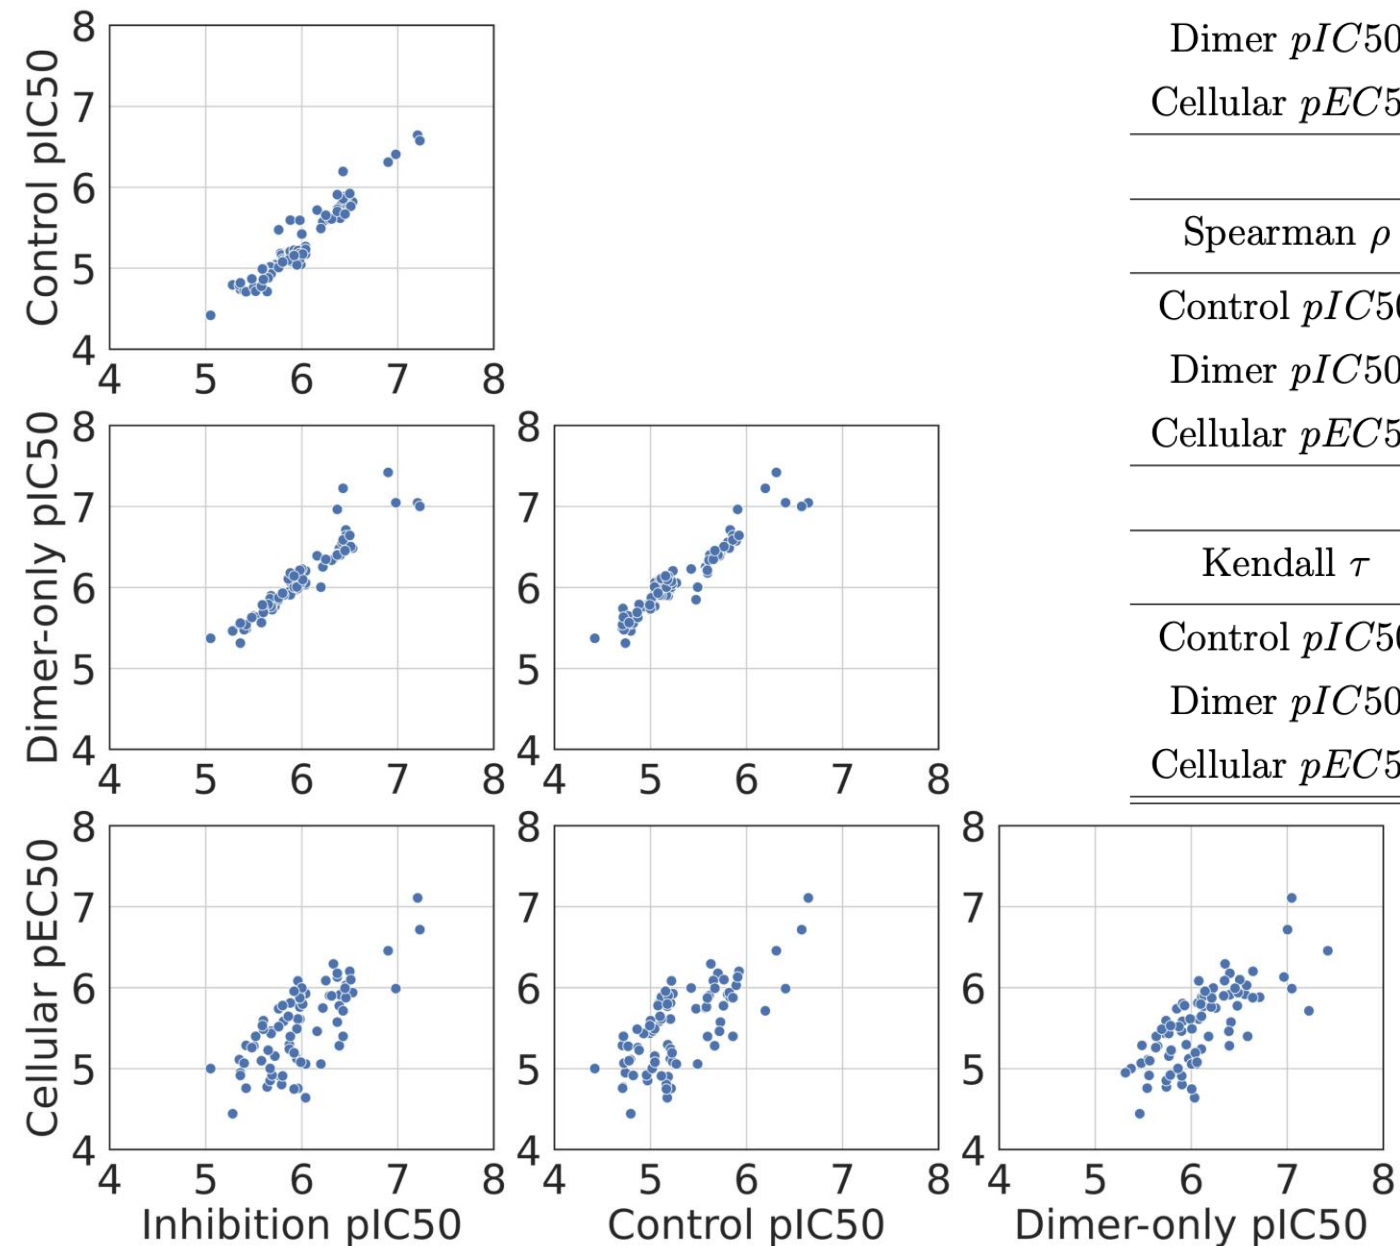 8
7
6
5
4
Control pIC50
4 5 6 7 8
8
7
6
5
4
Dimer-only pIC50
4 5 6 7 8
8
7
6
5
4
4 5 6 7 8
8
7
6
5
4
Cellular pEC50
4 5 6 7 8
Inhibition pIC50
8
7
6
5
4
4 5 6 7 8
Control pIC50
8
7
6
5
4
4 5 6 7 8
Dimer-only pIC50
Dimer pIC50
Cellular pEC5
Spearman ρ
Control pIC50
Dimer pIC50
Cellular pEC5
Kendall τ
Control pIC50
Dimer pIC50
Cellular pEC5